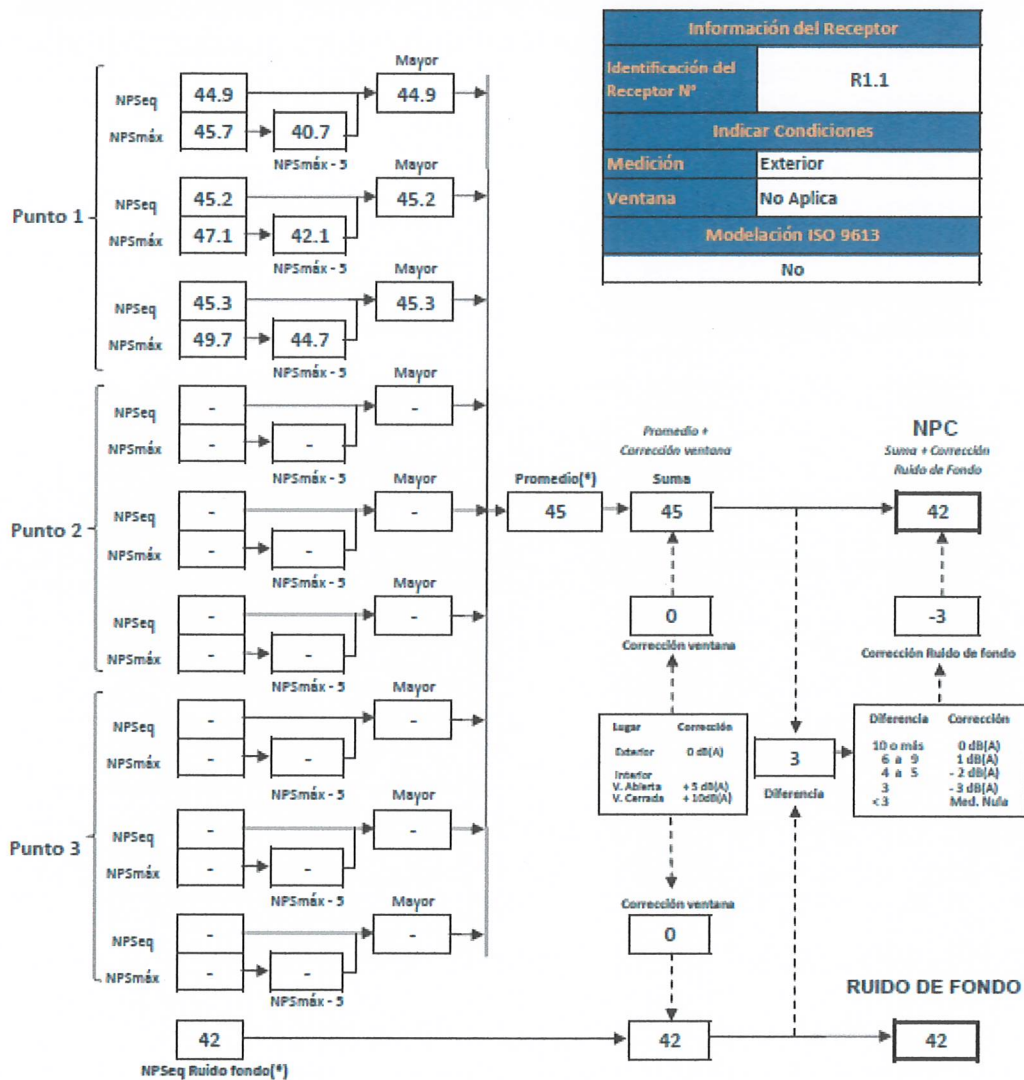 Información del Receptor
Identificación del Receptor N°
R1.1
Indicar Condiciones
Medición Exterior
Ventana No Aplica
Modelación ISO 9613
No
Punto 1
Mayor
NPSeq 44.9 44.9
NPSmáx 45.7 40.7
NPSmáx - 5
Mayor
NPSeq 45.2 45.2
NPSmáx 47.1 42.1
NPSmáx - 5
Mayor
NPSeq 45.3 45.3
NPSmáx 49.7 44.7
NPSmáx - 5
Punto 2
Mayor
NPSeq - -
NPSmáx - -
NPSmáx - 5
Mayor
NPSeq - -
NPSmáx - -
NPSmáx - 5
Mayor
NPSeq - -
NPSmáx - -
NPSmáx - 5
Punto 3
Mayor
NPSeq - -
NPSmáx - -
NPSmáx - 5
Mayor
NPSeq - -
NPSmáx - -
NPSmáx - 5
Mayor
NPSeq - -
NPSmáx - -
NPSmáx - 5
42
NPSeq Ruido fondo(*)
Promedio(*)
45
Promedio +
Corrección ventana
Suma
45
0
Corrección ventana
Lugar Corrección
Exterior 0 dB(A)
Interior
V. Abierta + 5 dB(A)
V. Cerrada + 10dB(A)
Corrección ventana
0
42
3
Diferencia
NPC
Suma + Corrección
Ruido de Fondo
42
-3
Corrección Ruido de fondo
Diferencia Corrección
10 o más 0 dB(A)
6 a 9 1 dB(A)
4 a 5 - 2 dB(A)
3 - 3 dB(A)
< 3 Med. Nula
RUIDO DE FONDO
42